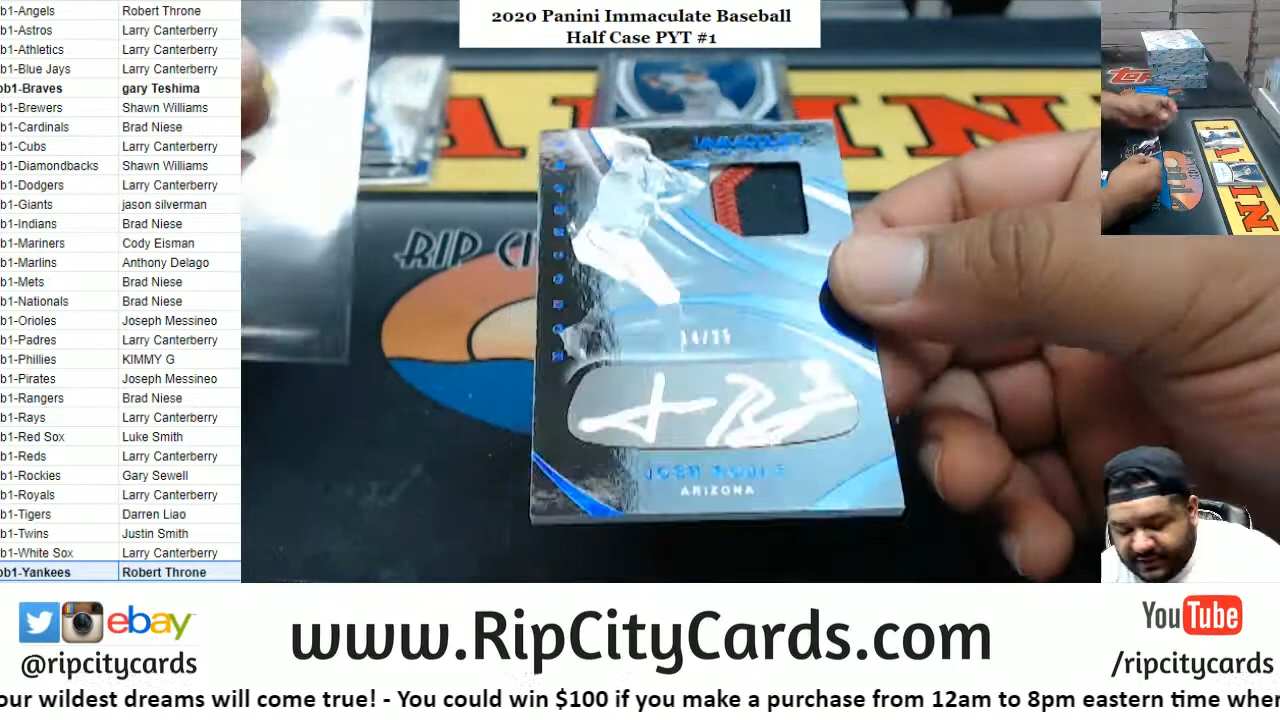 2020 Panini Immaculate Baseball
Half Case PYT #1
b1-Angels Robert Throne
b1-Astros Larry Canterberry
b1-Athletics Larry Canterberry
b1-Blue Jays Larry Canterberry
b1-Braves gary Teshima
b1-Brewers Shawn Williams
b1-Cardinals Brad Niese
b1-Cubs Larry Canterberry
b1-Diamondbacks Shawn Williams
b1-Dodgers Larry Canterberry
b1-Giants jason silverman
b1-Indians Brad Niese
b1-Mariners Cody Eisman
b1-Marlins Anthony Delago
b1-Mets Brad Niese
b1-Nationals Brad Niese
b1-Orioles Joseph Messineo
b1-Padres Larry Canterberry
b1-Phillies KIMMY G
b1-Pirates Joseph Messineo
b1-Rangers Brad Niese
b1-Rays Larry Canterberry
b1-Red Sox Luke Smith
b1-Reds Larry Canterberry
b1-Rockies Gary Sewell
b1-Royals Larry Canterberry
b1-Tigers Darren Liao
b1-Twins Justin Smith
b1-White Sox Larry Canterberry
b1-Yankees Robert Throne
RIP CI
ARIZONA
ebay
@ripcitycards
www.RipCityCards.com
YouTube
/ripcitycards
our wildest dreams will come true! - You could win $100 if you make a purchase from 12am to 8pm eastern time wher